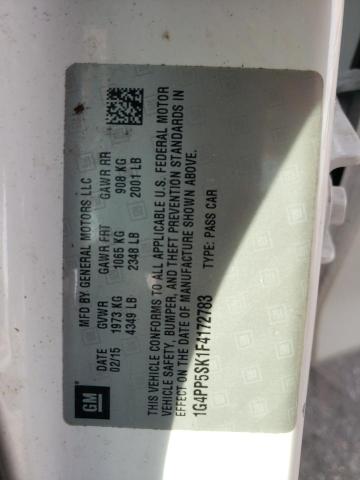 GM
MFD BY GENERAL MOTORS LLC
DATE GVWR GAWR FRT GAWR RR
02/15 1973 KG 1065 KG 908 KG
4349 LB 2348 LB 2001 LB
THIS VEHICLE CONFORMS TO ALL APPLICABLE U.S. FEDERAL MOTOR
VEHICLE SAFETY, BUMPER, AND THEFT PREVENTION STANDARDS IN
EFFECT ON THE DATE OF MANUFACTURE SHOWN ABOVE.
TYPE: PASS CAR
1G4PP5SK1F4172783